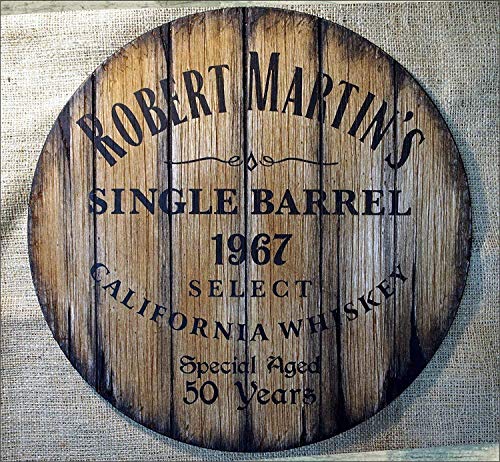 ROBERT MARTIN'S
SINGLE BARREL
1967
SELECT
CALIFORNIA WHISKEY
Special Aged
50 Years